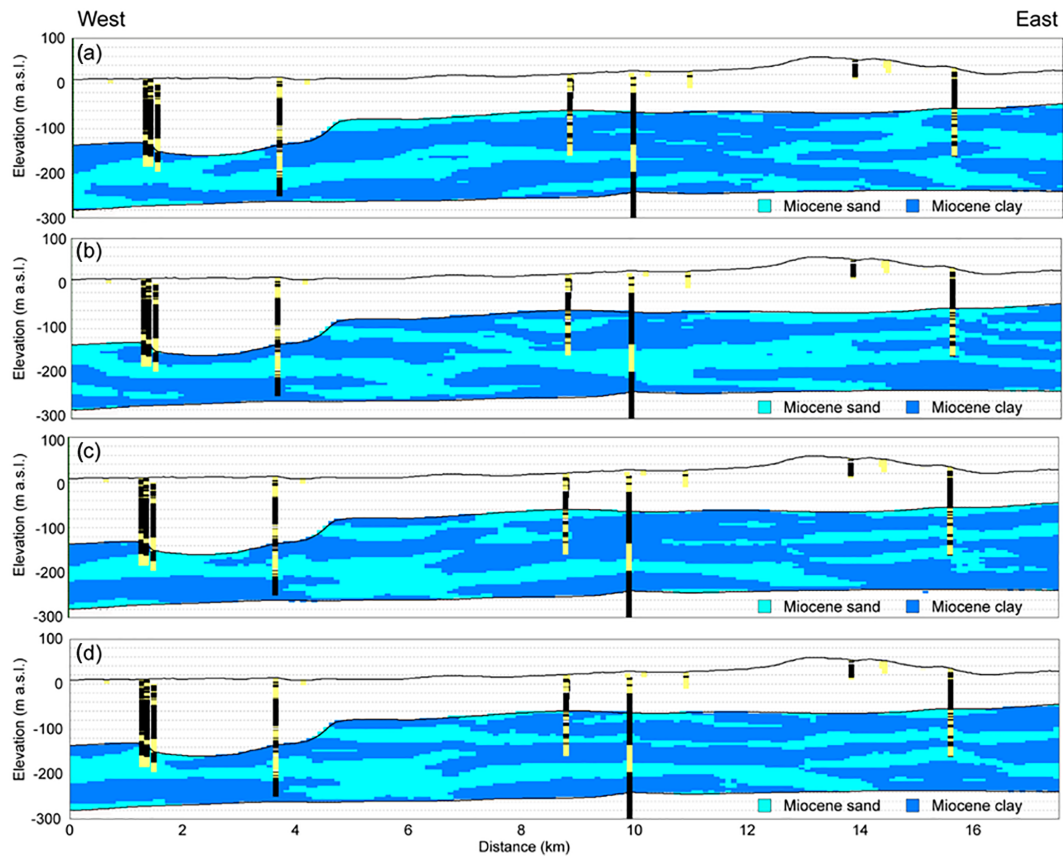 West East
100
(a)
0
-100
-200
-300
Elevation (m a.s.l.)
Miocene sand Miocene clay
100
(b)
0
-100
-200
-300
Elevation (m a.s.l.)
Miocene sand Miocene clay
100
(c)
0
-100
-200
-300
Elevation (m a.s.l.)
Miocene sand Miocene clay
100
(d)
0
-100
-200
-300
Elevation (m a.s.l.)
Miocene sand Miocene clay
0 2 4 6 8 10 12 14 16
Distance (km)